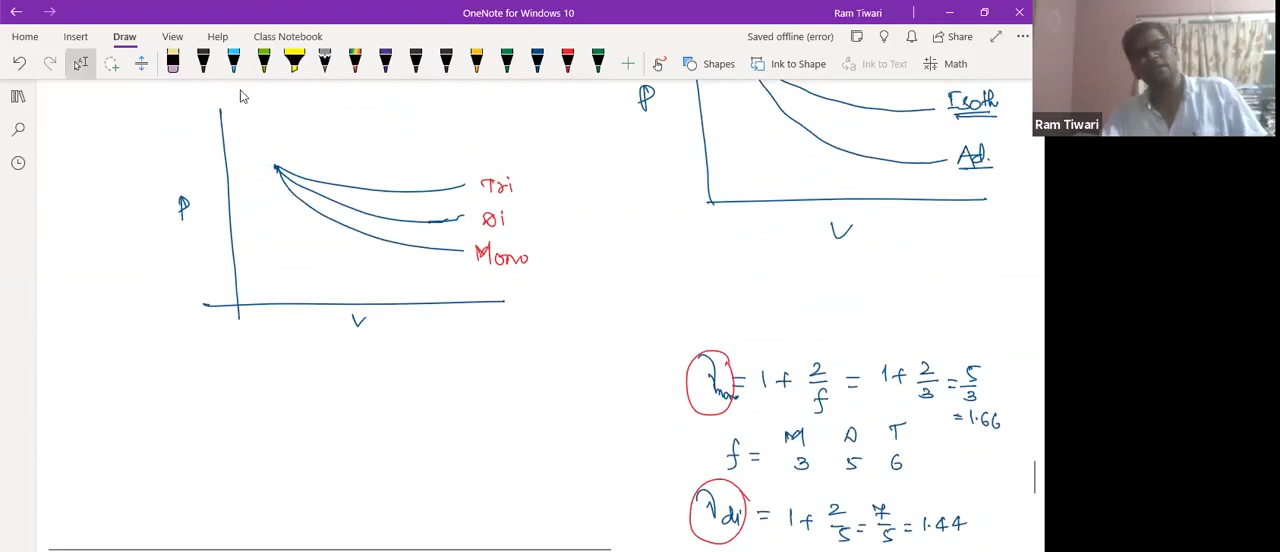 OneNote for Windows 10
Ram Tiwari
Home Insert Draw View Help Class Notebook
Saved offline (error) Share
Shapes Ink to Shape Ink to Text Math
Ram Tiwari
P
Tri
Di
Mono
V
P
Isoth
Ad.
V
γmono = 1 + 2/f = 1 + 2/3 = 5/3
= 1.66
M D T
f = 3 5 6
γdi = 1 + 2/5 = 7/5 = 1.44